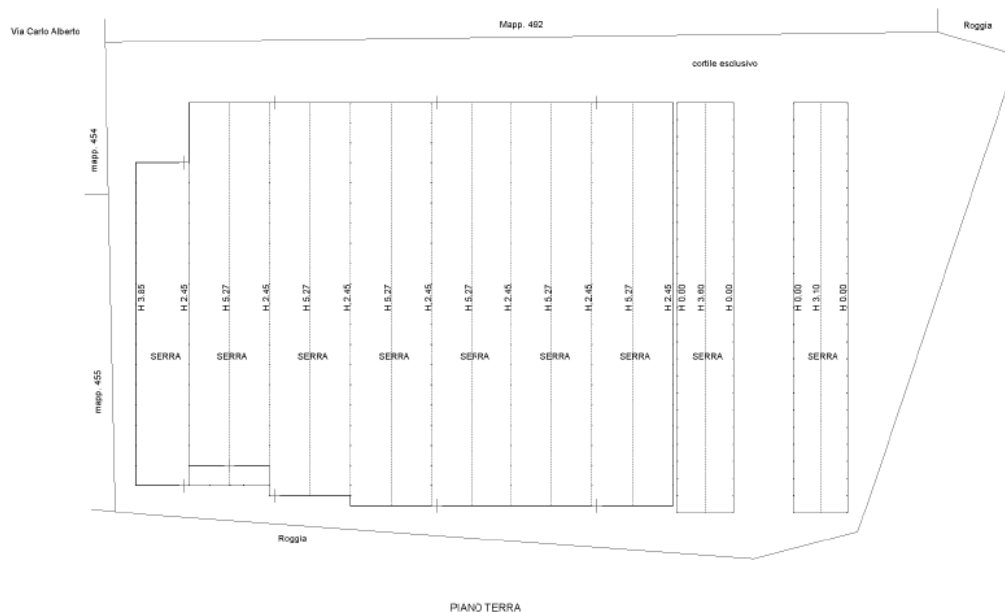 Via Carlo Alberto
Mapp. 492
Roggia
cortile esclusivo
mapp. 454
mapp. 455
H 3.85
H 2.45
H 5.27
H 2.45
H 5.27
H 2.45
H 5.27
H 2.45
H 5.27
H 2.45
H 5.27
H 2.45
H 5.27
H 2.45
H 0.00
H 3.60
H 0.00
H 0.00
H 3.10
H 0.00
SERRA
SERRA
SERRA
SERRA
SERRA
SERRA
SERRA
SERRA
SERRA
Roggia
PIANO TERRA